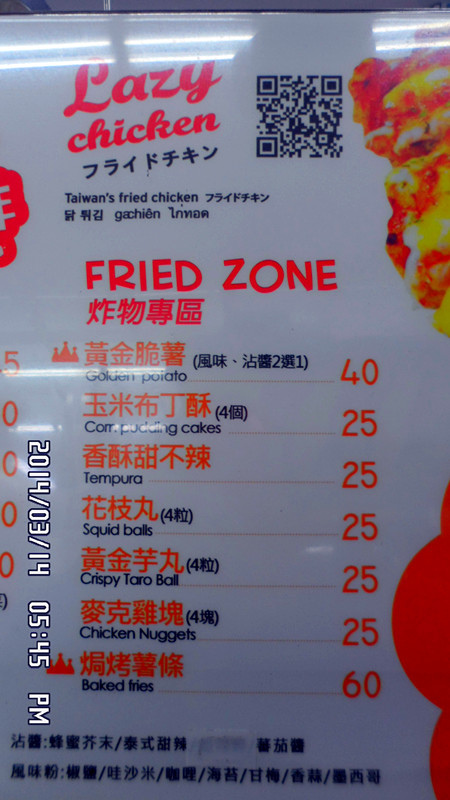 Lazy
chicken
フライドチキン
Taiwan's fried chicken フライドチキン
닭 튀김 gàchiên ไก่ทอด
FRIED ZONE
炸物專區
黃金脆薯 (風味、沾醬2選1) 40
Golden potato
玉米布丁酥(4個) 25
Corn pudding cakes
香酥甜不辣 25
Tempura
花枝丸(4粒) 25
Squid balls
黃金芋丸(4粒) 25
Crispy Taro Ball
麥克雞塊(4塊) 25
Chicken Nuggets
焗烤薯條 60
Baked fries
沾醬:蜂蜜芥末/泰式甜辣 蕃茄醬
風味粉:椒鹽/哇沙米/咖哩/海苔/甘梅/香蒜/墨西哥
2014/03/14 05:45 PM